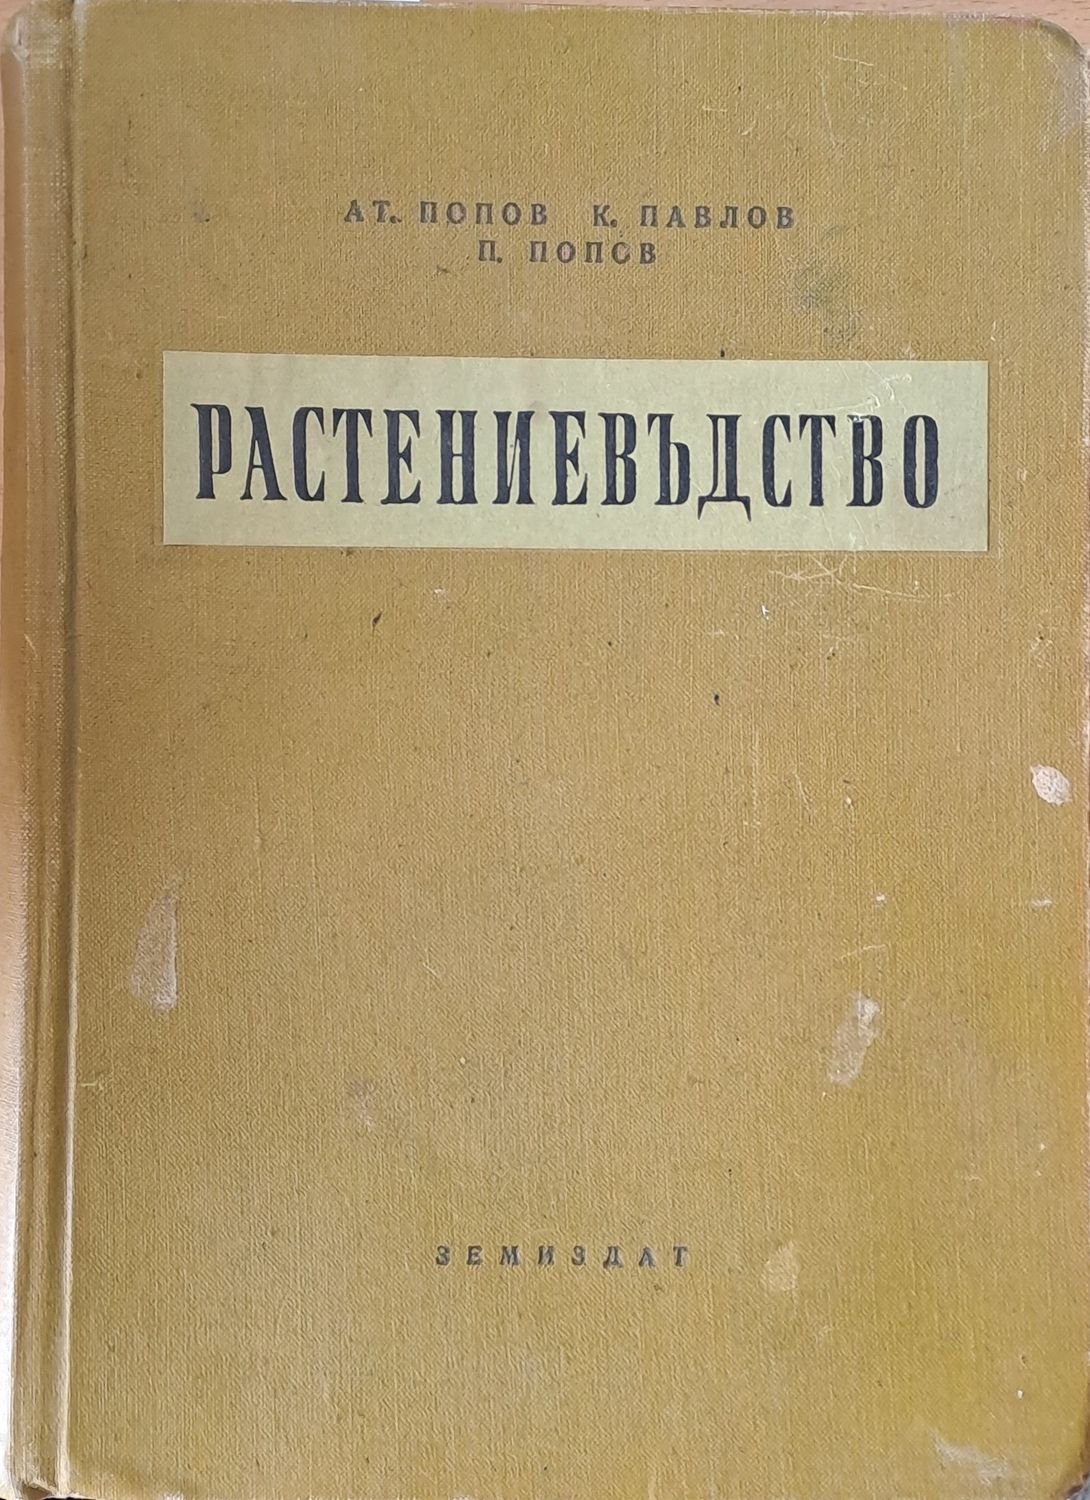 АТ. ПОПОВ К. ПАВЛОВ
П. ПОПОВ
РАСТЕНИЕВЪДСТВО
ЗЕМИЗДАТ